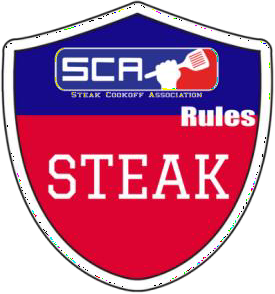 SCA
STEAK COOKOFF ASSOCIATION
Rules
STEAK